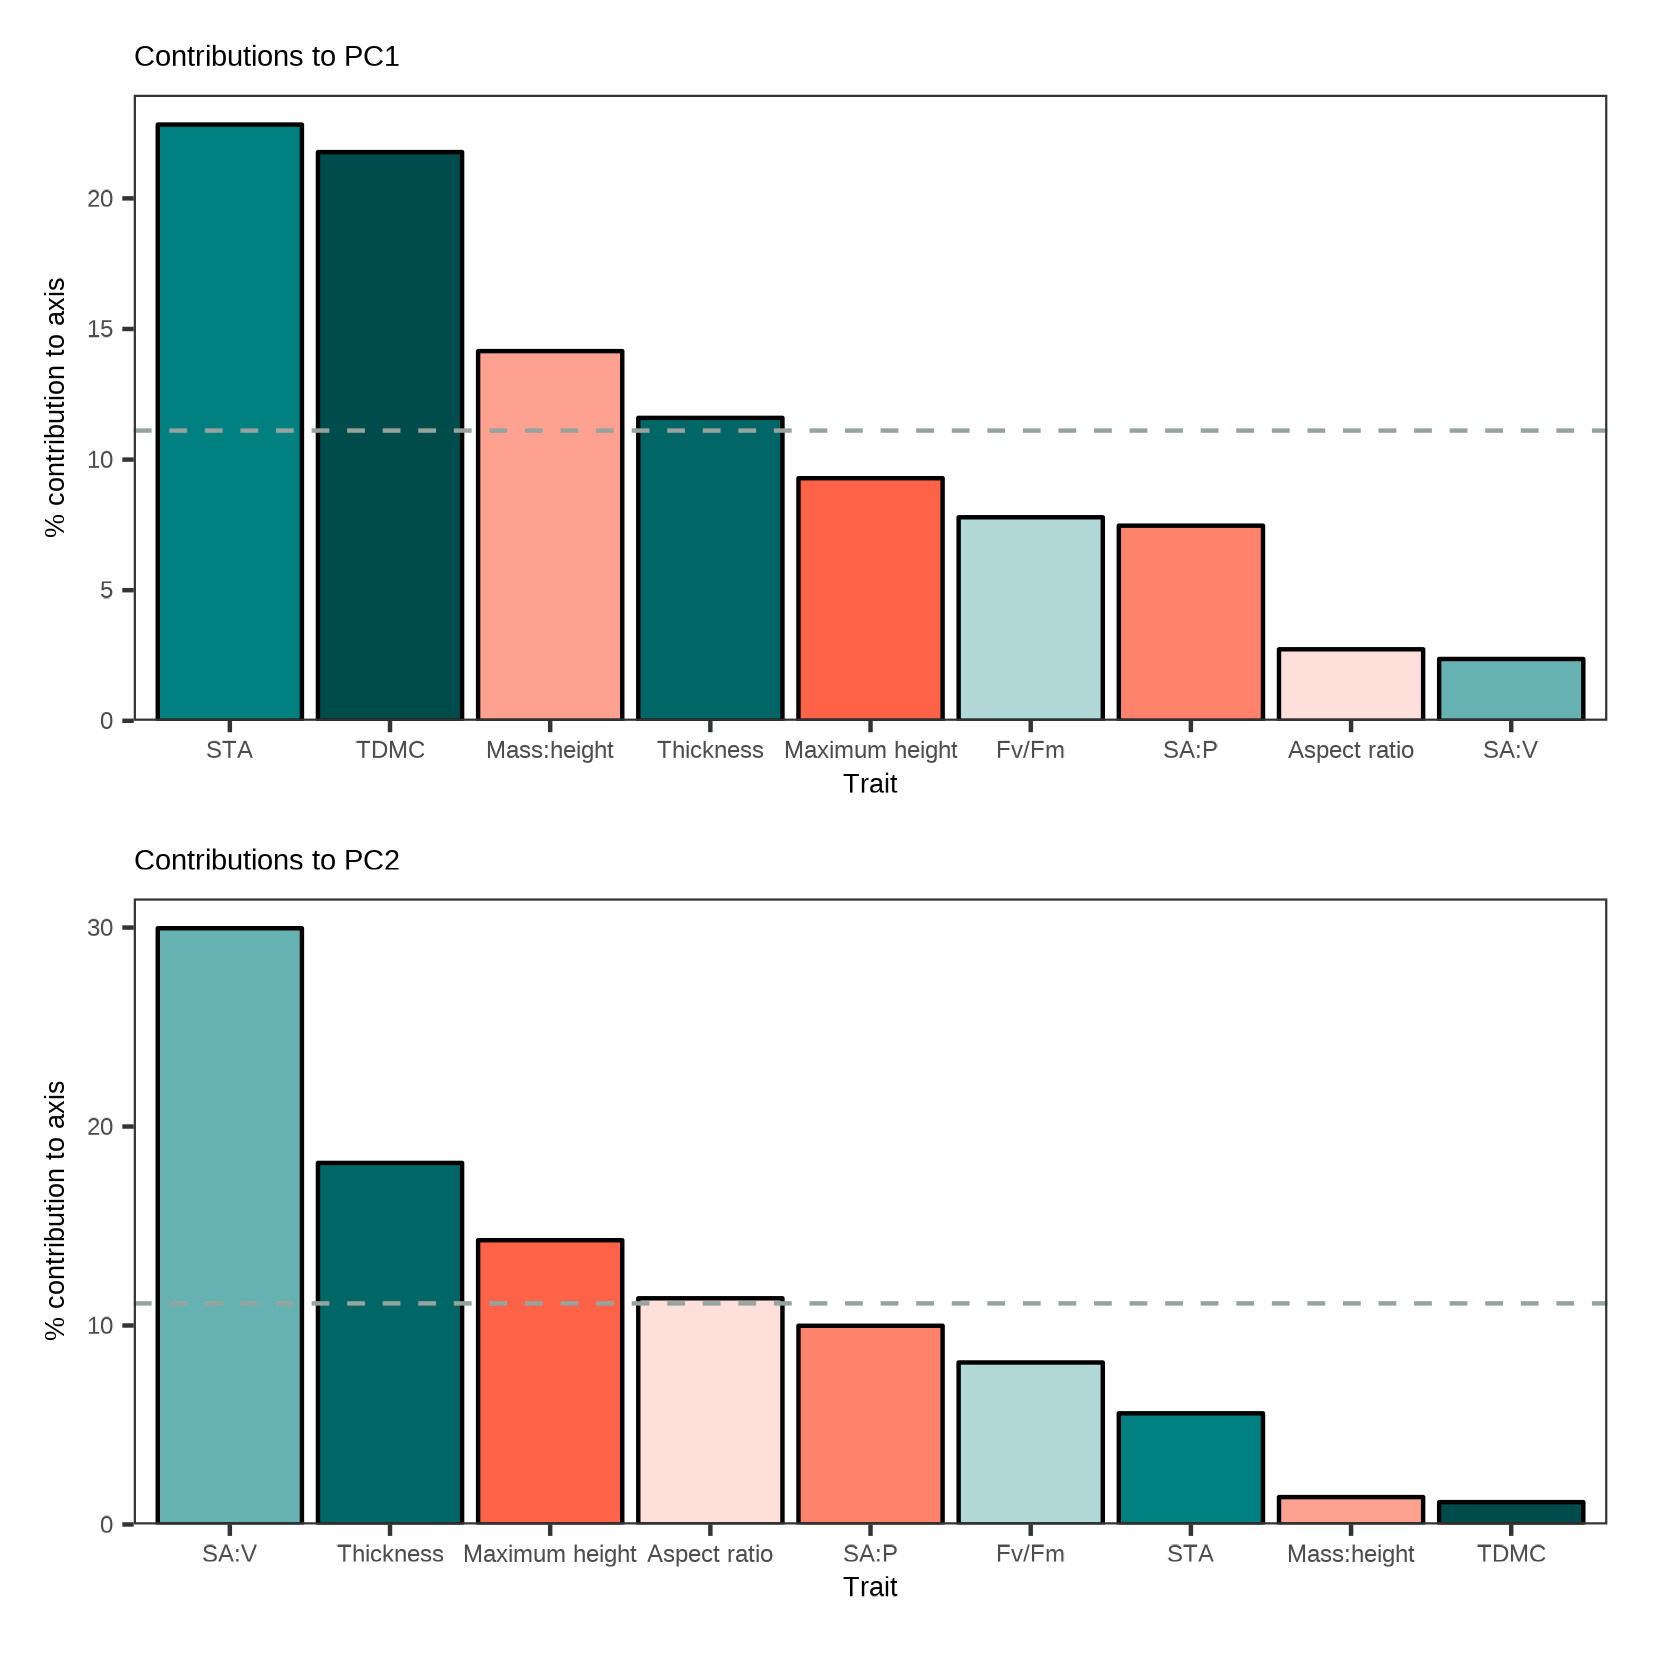 Contributions to PC1
% contribution to axis
20
15
10
5
0
STA TDMC Mass:height Thickness Maximum height Fv/Fm SA:P Aspect ratio SA:V
Trait
Contributions to PC2
% contribution to axis
30
20
10
0
SA:V Thickness Maximum height Aspect ratio SA:P Fv/Fm STA Mass:height TDMC
Trait